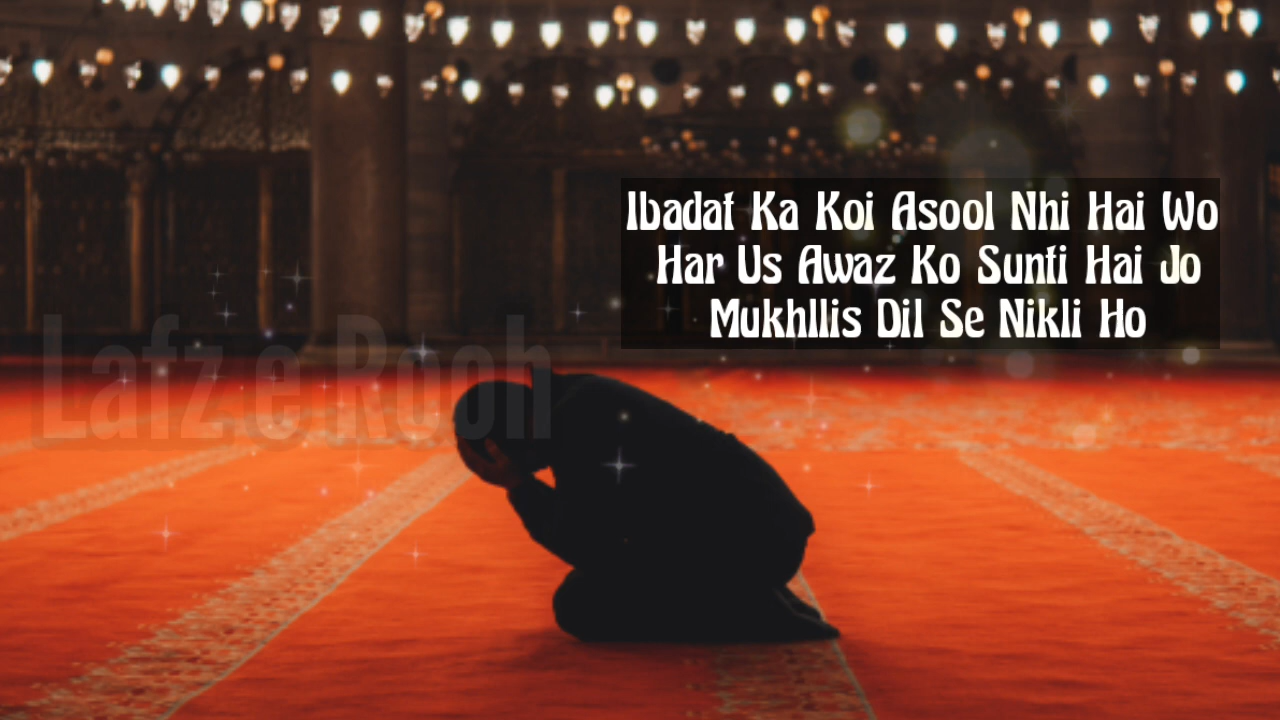 Ibadat Ka Koi Asool Nhi Hai Wo
Har Us Awaz Ko Sunti Hai Jo
Mukhllis Dil Se Nikli Ho
Lafz e Rooh